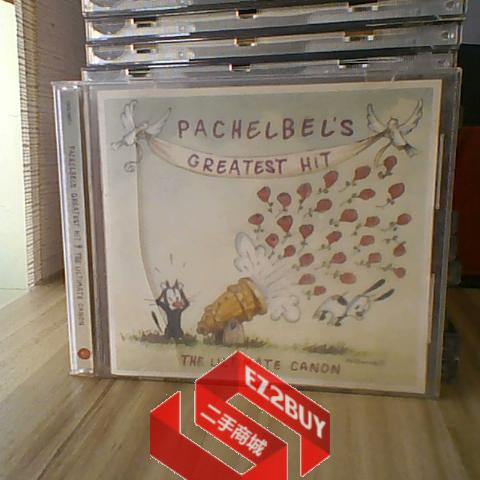 PACHELBEL'S
GREATEST HIT
THE ULTIMATE CANON
PACHELBEL'S GREATEST HIT THE ULTIMATE CANON
EZ2BUY
二手商城